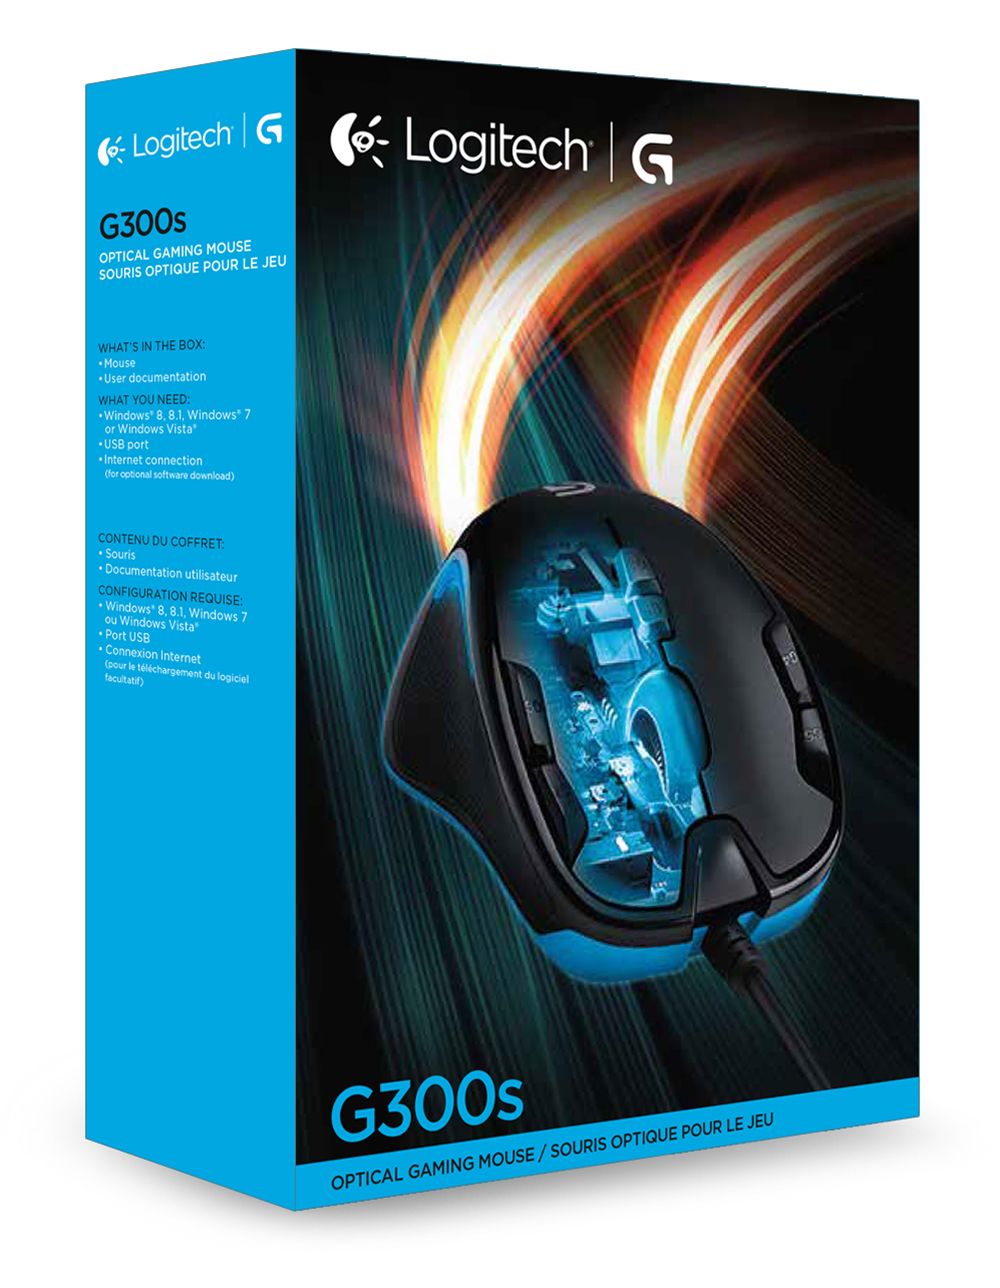 Logitech G
G300s
OPTICAL GAMING MOUSE
SOURIS OPTIQUE POUR LE JEU
WHAT'S IN THE BOX:
• Mouse
• User documentation
WHAT YOU NEED:
• Windows® 8, 8.1, Windows® 7
or Windows Vista®
• USB port
• Internet connection
(for optional software download)
CONTENU DU COFFRET:
• Souris
• Documentation utilisateur
CONFIGURATION REQUISE:
• Windows® 8, 8.1, Windows 7
ou Windows Vista®
• Port USB
• Connexion Internet
(pour le téléchargement du logiciel
facultatif)
Logitech® G
G4
G5
G300s
OPTICAL GAMING MOUSE / SOURIS OPTIQUE POUR LE JEU